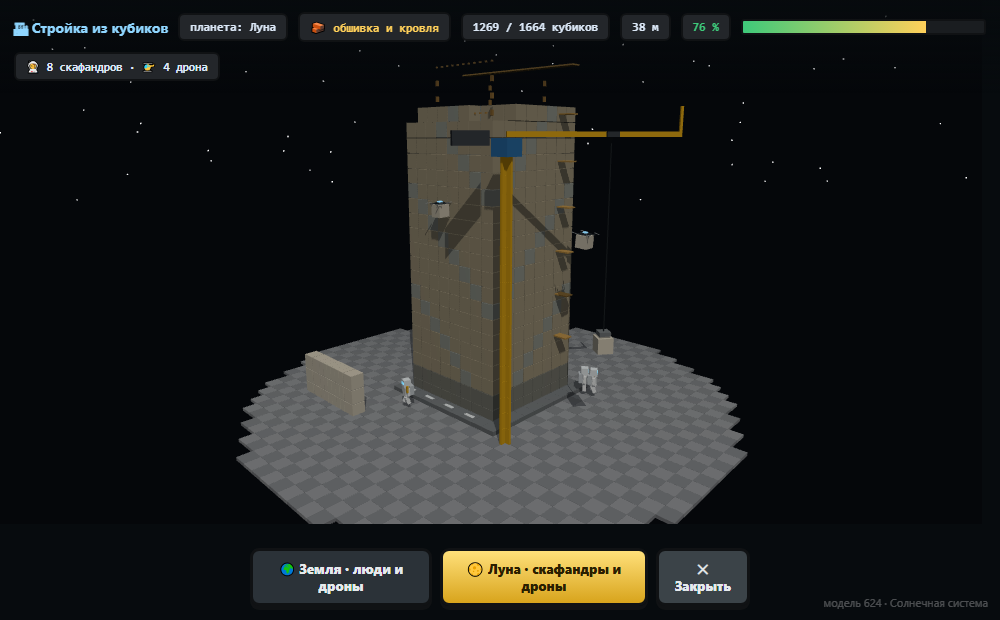 Стройка из кубиков
планета: Луна
обшивка и кровля
1269 / 1664 кубиков
38 м
76 %
8 скафандров · 4 дрона
Земля · люди и
дроны
Луна · скафандры и
дроны
✕
Закрыть
модель 624 · Солнечная система